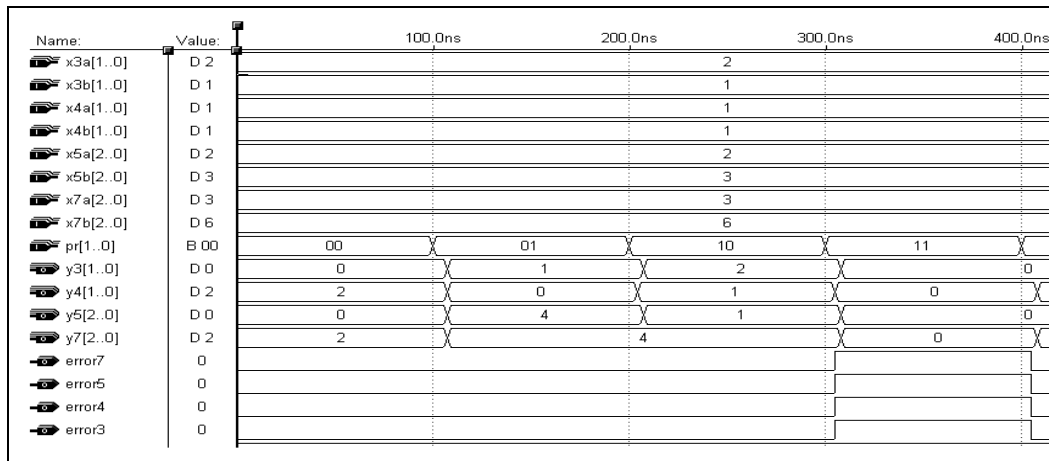 100.0ns 200.0ns 300.0ns 400.0ns
Name: Value:
x3a[1..0] D 2 2
x3b[1..0] D 1 1
x4a[1..0] D 1 1
x4b[1..0] D 1 1
x5a[2..0] D 2 2
x5b[2..0] D 3 3
x7a[2..0] D 3 3
x7b[2..0] D 6 6
pr[1..0] B 00 00 01 10 11
y3[1..0] D 0 0 1 2 0
y4[1..0] D 2 2 0 1 0
y5[2..0] D 0 0 4 1 0
y7[2..0] D 2 2 4 0
error7 0
error5 0
error4 0
error3 0